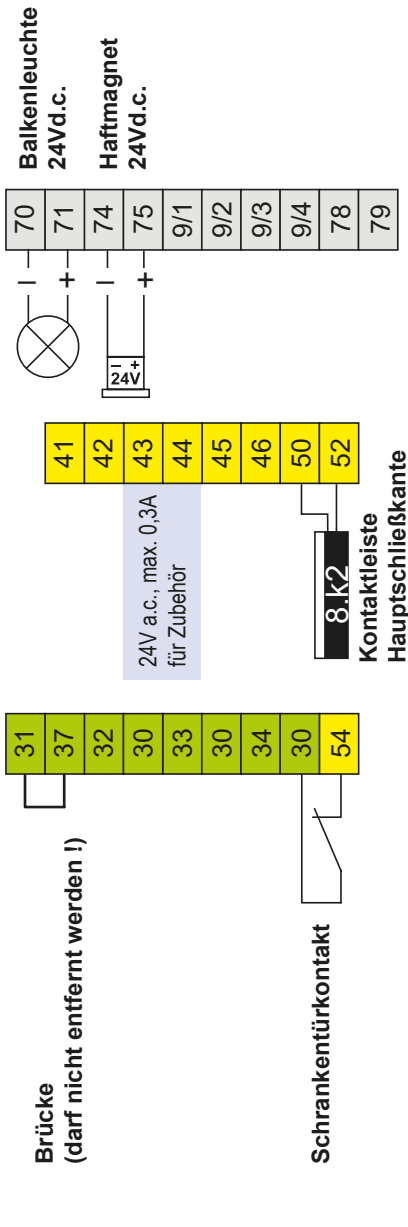 Brücke
(darf nicht entfernt werden !)
Schrankentürkontakt
31
37
32
30
33
30
34
30
54
24V a.c., max. 0,3A
für Zubehör
8.k2
Kontaktleiste
Hauptschließkante
41
42
43
44
45
46
50
52
– +
24V
–
+
–
+
70
71
74
75
9/1
9/2
9/3
9/4
78
79
Balkenleuchte
24Vd.c.
Haftmagnet
24Vd.c.